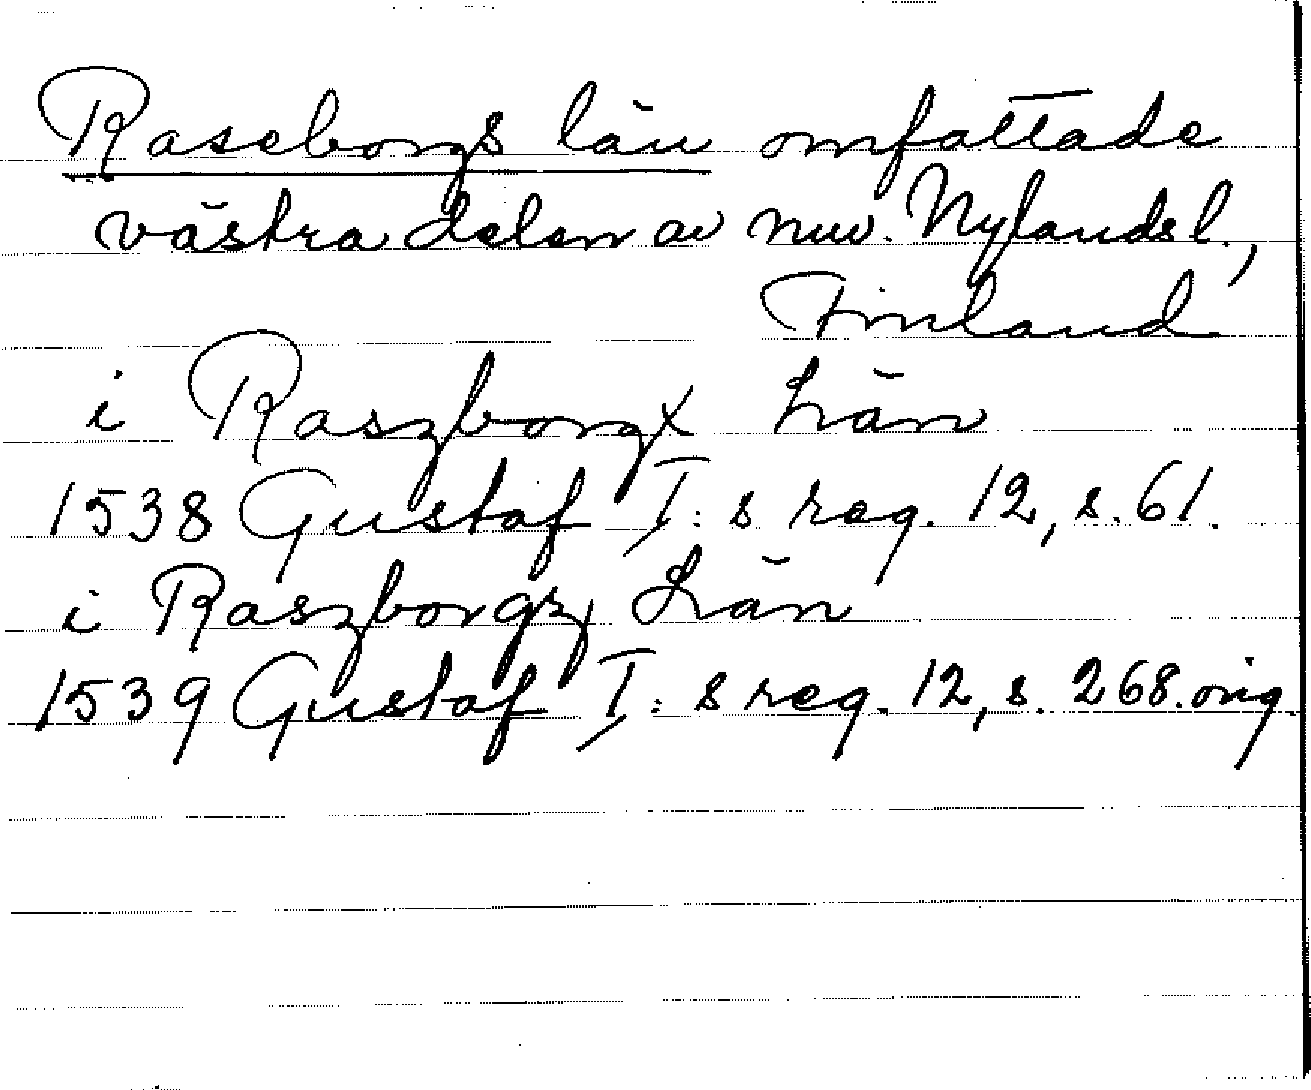 Raseborgs län omfattade
västra delen av nuv. Nylands l.,
Finland
i Raszborgx Län
1538 Gustaf I:s reg. 12, s. 61.
i Raszborgz Län
1539 Gustaf I:s reg. 12, s. 268. orig.